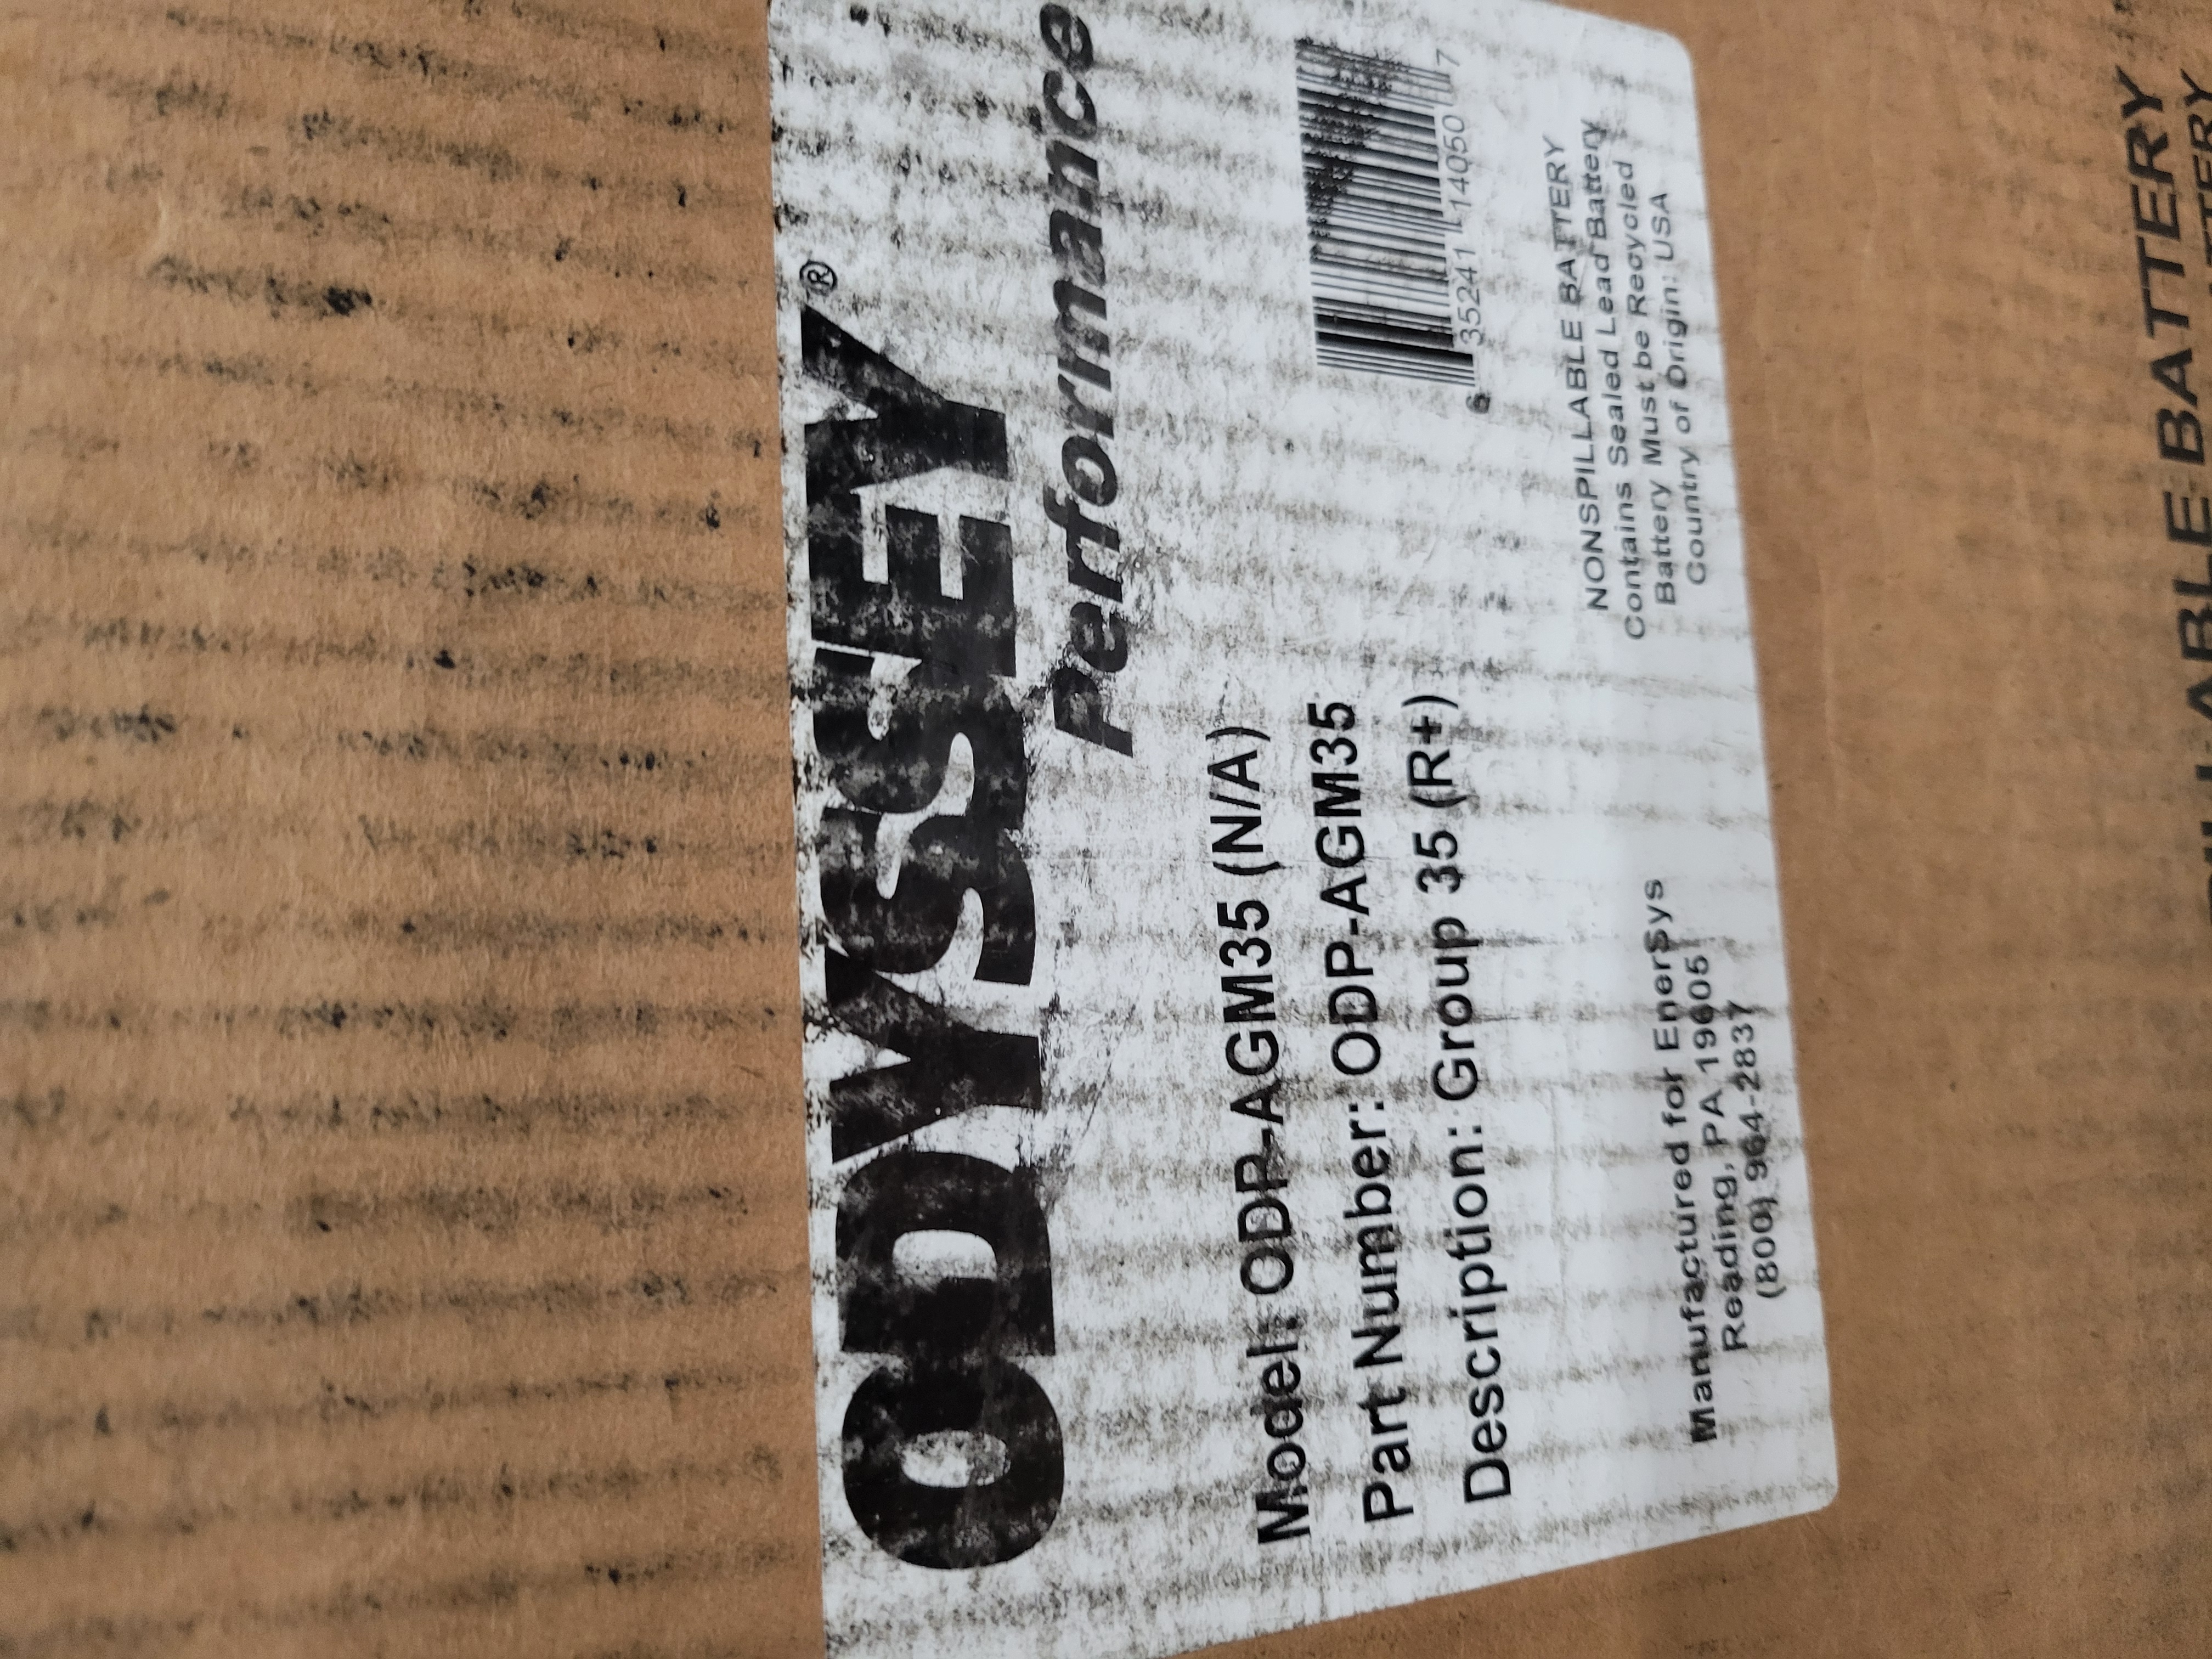 ODYSSEY®
Performance
Model: ODP-AGM35 (N/A)
Part Number: ODP-AGM35
Description: Group 35 (R+)
6 35241 14050 7
Manufactured for EnerSys
Reading, PA 19605
(800) 964-2837
NONSPILLABLE BATTERY
Contains Sealed Lead Battery
Battery Must be Recycled
Country of Origin: USA
BATTERY
BATTERY